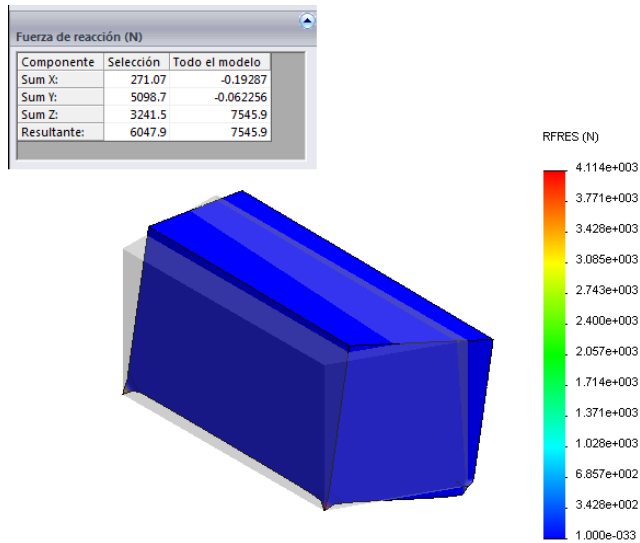 Fuerza de reacción (N)
Componente Selección Todo el modelo
Sum X: 271.07 -0.19287
Sum Y: 5098.7 -0.062256
Sum Z: 3241.5 7545.9
Resultante: 6047.9 7545.9
RFRES (N)
4.114e+003
3.771e+003
3.428e+003
3.085e+003
2.743e+003
2.400e+003
2.057e+003
1.714e+003
1.371e+003
1.028e+003
6.857e+002
3.428e+002
1.000e-033